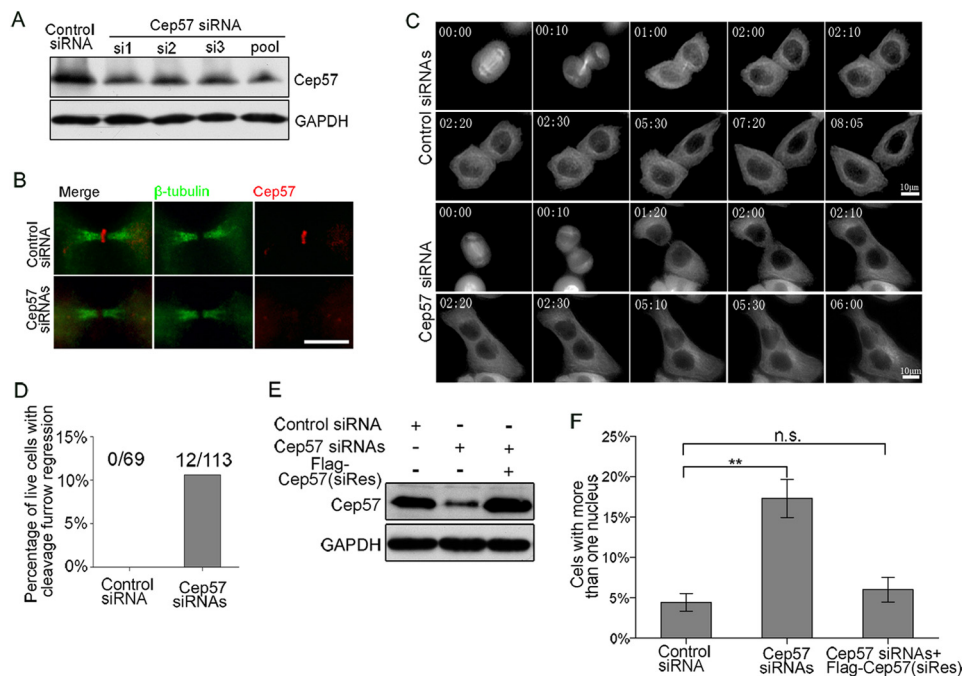 A
Control
siRNA
Cep57 siRNA
si1 si2 si3 pool
Cep57
GAPDH
B
Merge β-tubulin Cep57
Control
siRNA
Cep57
siRNAs
C
Control siRNAs
00:00 00:10 01:00 02:00 02:10
02:20 02:30 05:30 07:20 08:05
10μm
Cep57 siRNA
00:00 00:10 01:20 02:00 02:10
02:20 02:30 05:10 05:30 06:00
10μm
D
Percentage of live cells with
cleavage furrow regression
15%
10%
5%
0%
0/69 12/113
Control
siRNA
Cep57
siRNAs
E
Control siRNA + - -
Cep57 siRNAs - + +
Flag-
Cep57(siRes) - - +
Cep57
GAPDH
F
Cels with more
than one nucleus
25%
20%
15%
10%
5%
0%
n.s.
**
Control
siRNA
Cep57
siRNAs
Cep57 siRNAs+
Flag-Cep57(siRes)